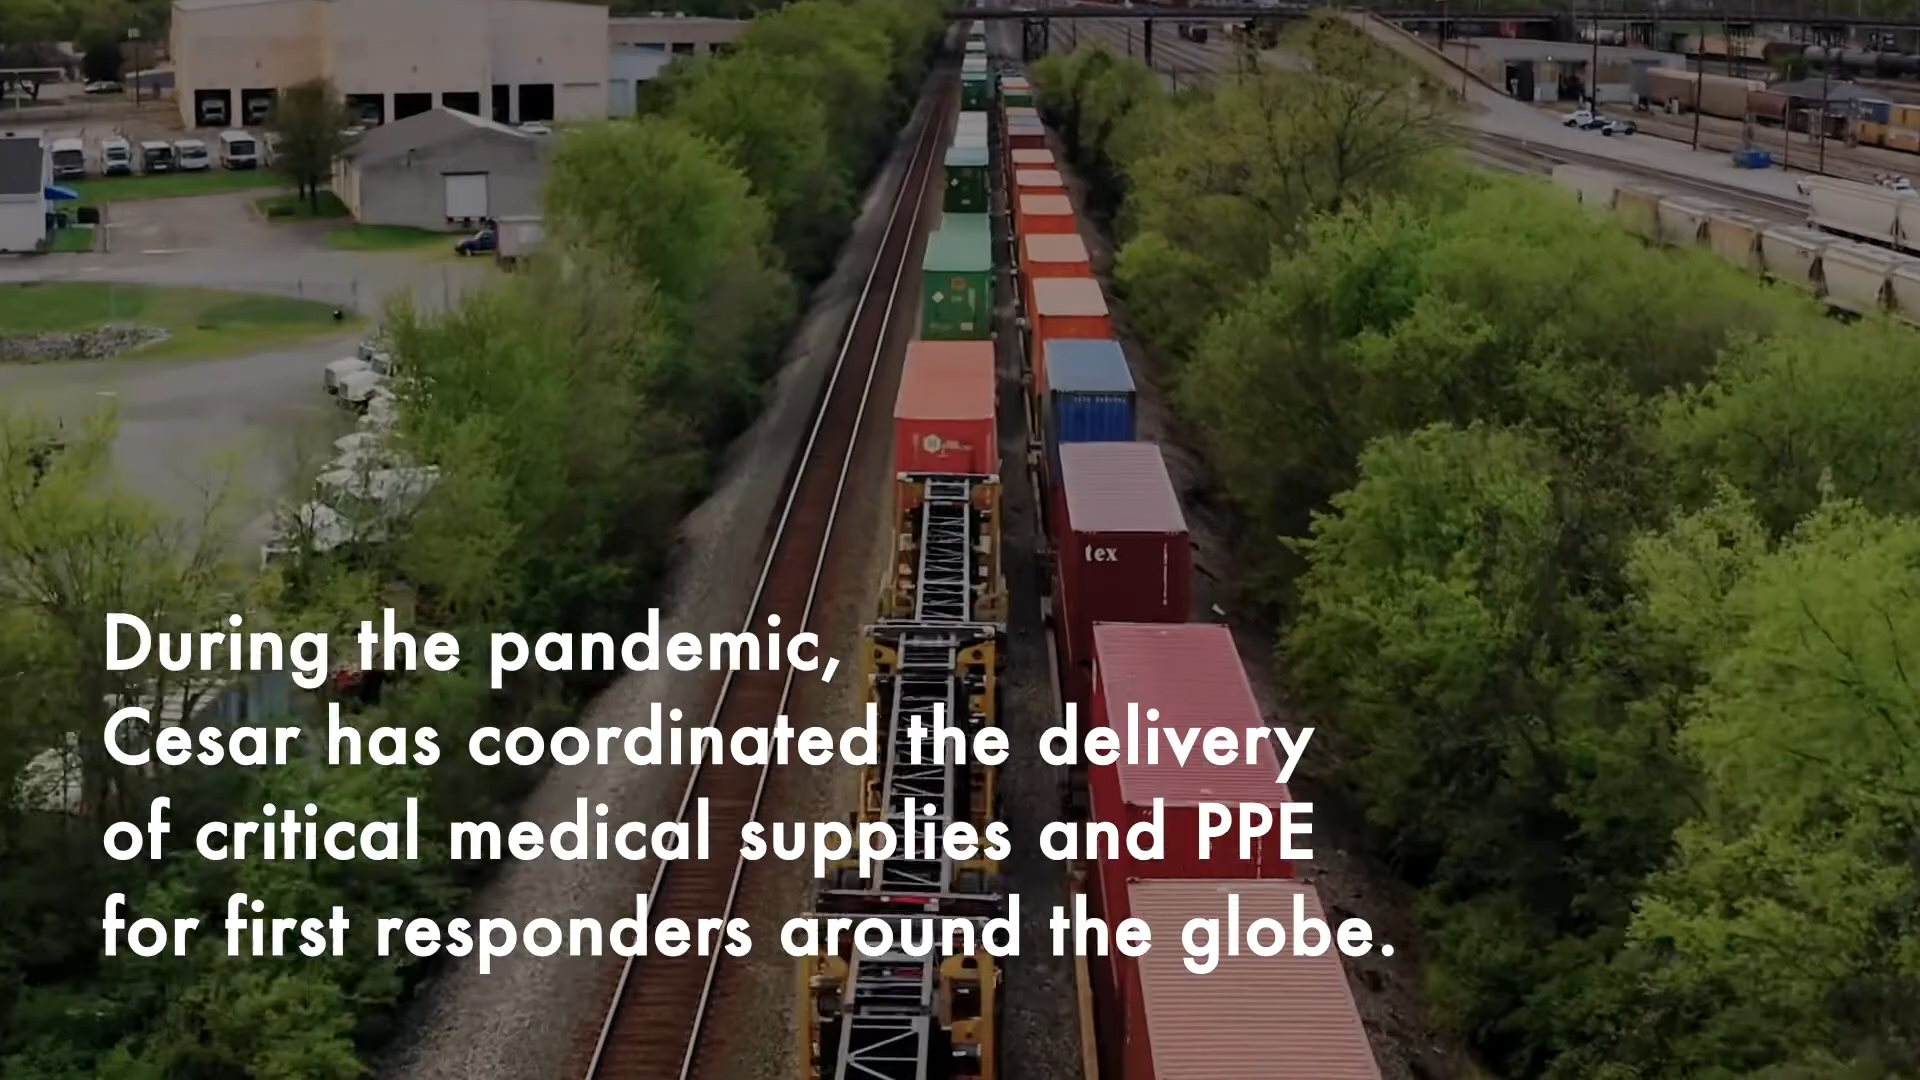 tex
During the pandemic,
Cesar has coordinated the delivery
of critical medical supplies and PPE
for first responders around the globe.